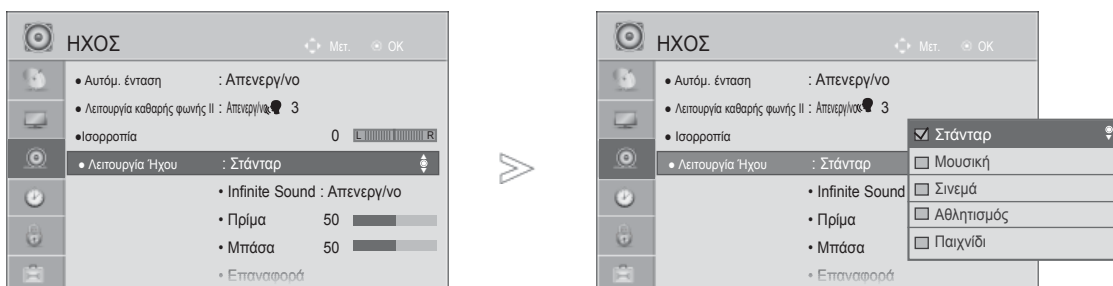 ΗΧΟΣ Μετ. OK
• Αυτόμ. ένταση : Απενεργ/νο
• Λειτουργία καθαρής φωνής II : Απενεργ/νο 3
•Ισορροπία 0 L R
• Λειτουργία Ήχου : Στάνταρ
• Infinite Sound : Απενεργ/νο
• Πρίμα 50
• Μπάσα 50
• Επαναφορά
>
ΗΧΟΣ Μετ. OK
• Αυτόμ. ένταση : Απενεργ/νο
• Λειτουργία καθαρής φωνής II : Απενεργ/νο 3
• Ισορροπία
• Λειτουργία Ήχου : Στάνταρ
• Infinite Sound
• Πρίμα
• Μπάσα
• Επαναφορά
Στάνταρ
Μουσική
Σινεμά
Αθλητισμός
Παιχνίδι